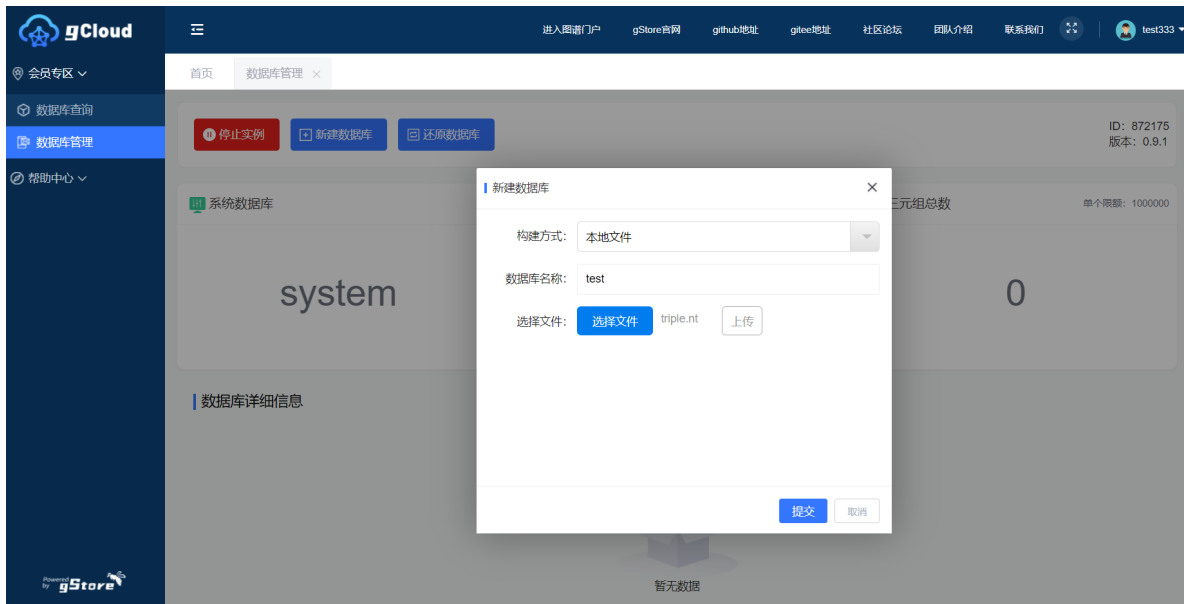 gCloud
进入图谱门户 gStore官网 github地址 gitee地址 社区论坛 团队介绍 联系我们 test333
会员专区
首页 数据库管理
数据库查询
数据库管理
帮助中心
停止实例 新建数据库 还原数据库
ID: 872175
版本: 0.9.1
系统数据库
三元组总数
单个限额: 1000000
system
0
新建数据库
构建方式: 本地文件
数据库名称: test
选择文件: 选择文件 triple.nt 上传
提交 取消
数据库详细信息
暂无数据
Powered by gStore